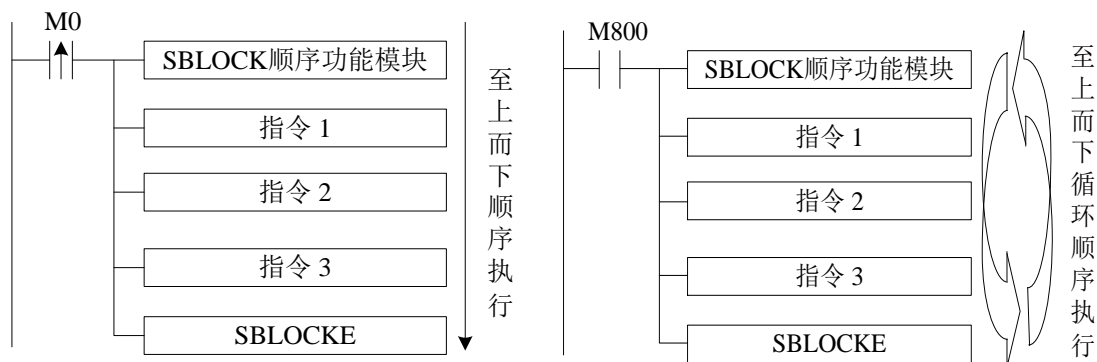 M0
SBLOCK顺序功能模块
指令 1
指令 2
指令 3
SBLOCKE
至上而下顺序执行
M800
SBLOCK顺序功能模块
指令 1
指令 2
指令 3
SBLOCKE
至上而下循环顺序执行